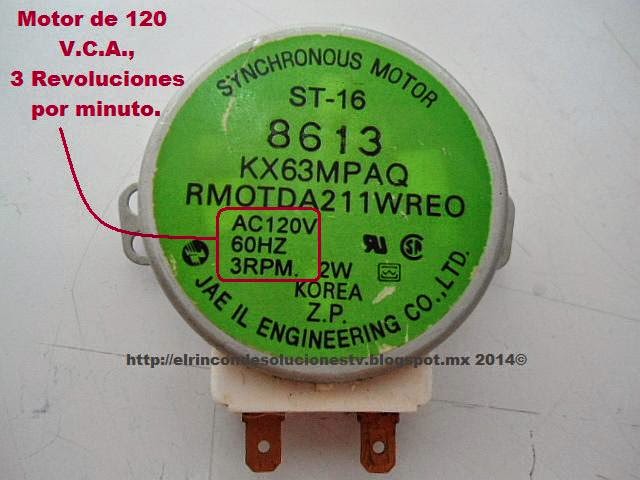 Motor de 120
V.C.A.,
3 Revoluciones
por minuto.
SYNCHRONOUS MOTOR
ST-16
8613
KX63MPAQ
RMOTDA211WREO
AC120V
60HZ
3RPM. 2W
KOREA
Z.P.
JAE IL ENGINEERING CO., LTD.
http://elrincondesolucionestv.blogspot.mx 2014©